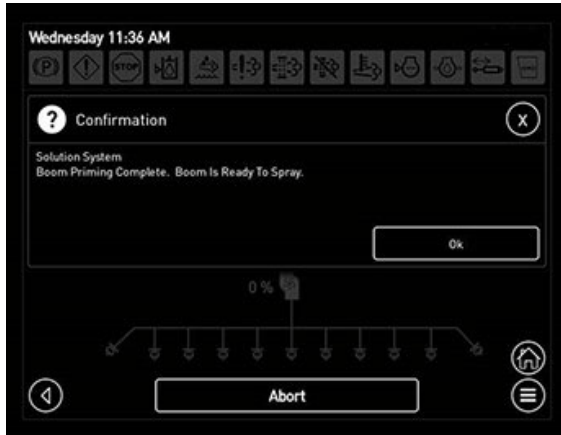 Wednesday 11:36 AM
(P)
STOP
? Confirmation
x
Solution System
Boom Priming Complete. Boom Is Ready To Spray.
Ok
0 %
Abort